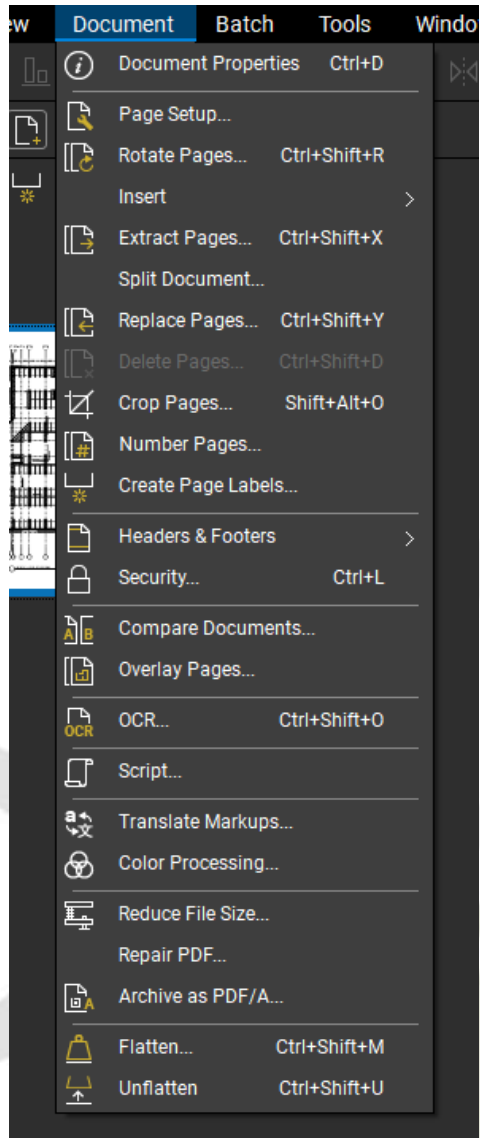 ew Document Batch Tools Windo
Document Properties Ctrl+D
Page Setup...
Rotate Pages... Ctrl+Shift+R
Insert
Extract Pages... Ctrl+Shift+X
Split Document...
Replace Pages... Ctrl+Shift+Y
Delete Pages... Ctrl+Shift+D
Crop Pages... Shift+Alt+O
# Number Pages...
Create Page Labels...
Headers & Footers
Security... Ctrl+L
A B Compare Documents...
Overlay Pages...
OCR OCR... Ctrl+Shift+O
Script...
a 文 Translate Markups...
Color Processing...
Reduce File Size...
Repair PDF...
A Archive as PDF/A...
Flatten... Ctrl+Shift+M
Unflatten Ctrl+Shift+U